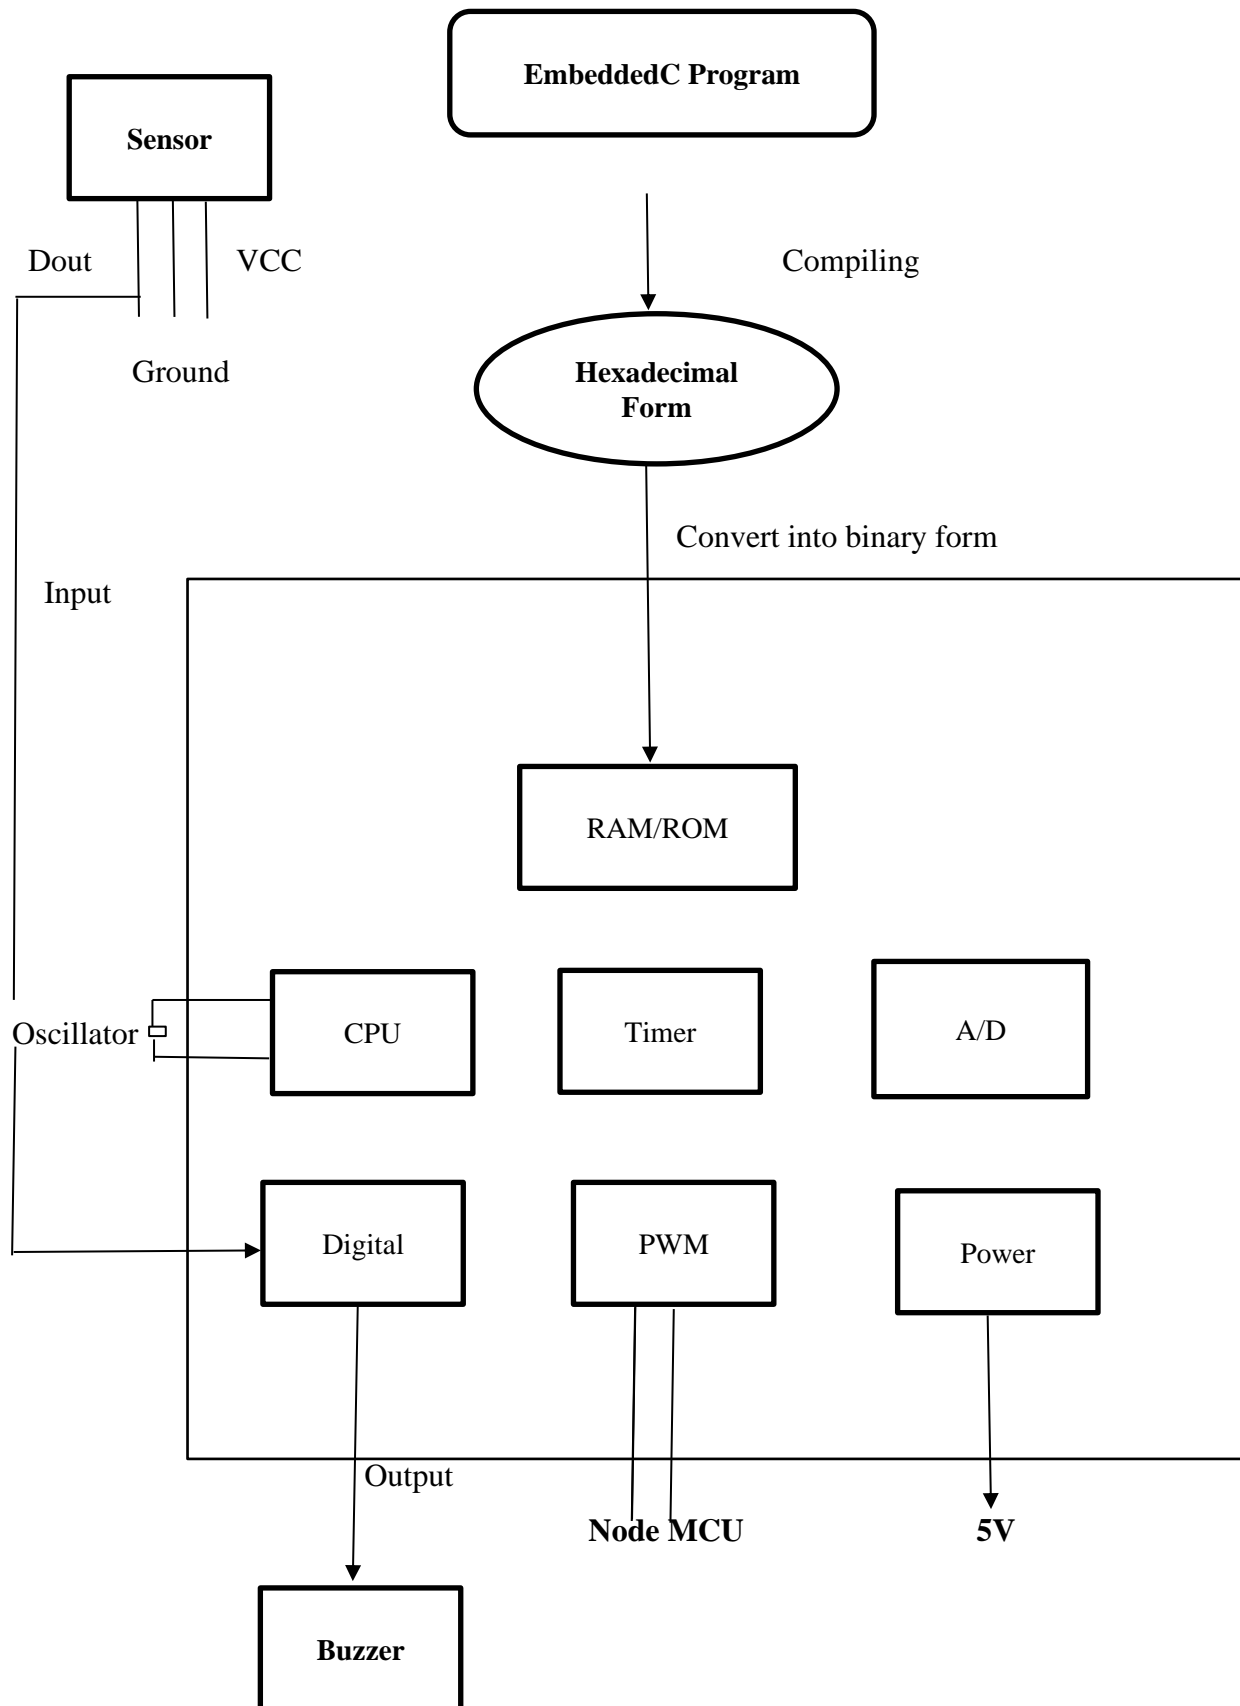 EmbeddedC Program
Sensor
Dout
VCC
Compiling
Ground
Hexadecimal
Form
Convert into binary form
Input
RAM/ROM
Oscillator
CPU
Timer
A/D
Digital
PWM
Power
Output
Node MCU
5V
Buzzer